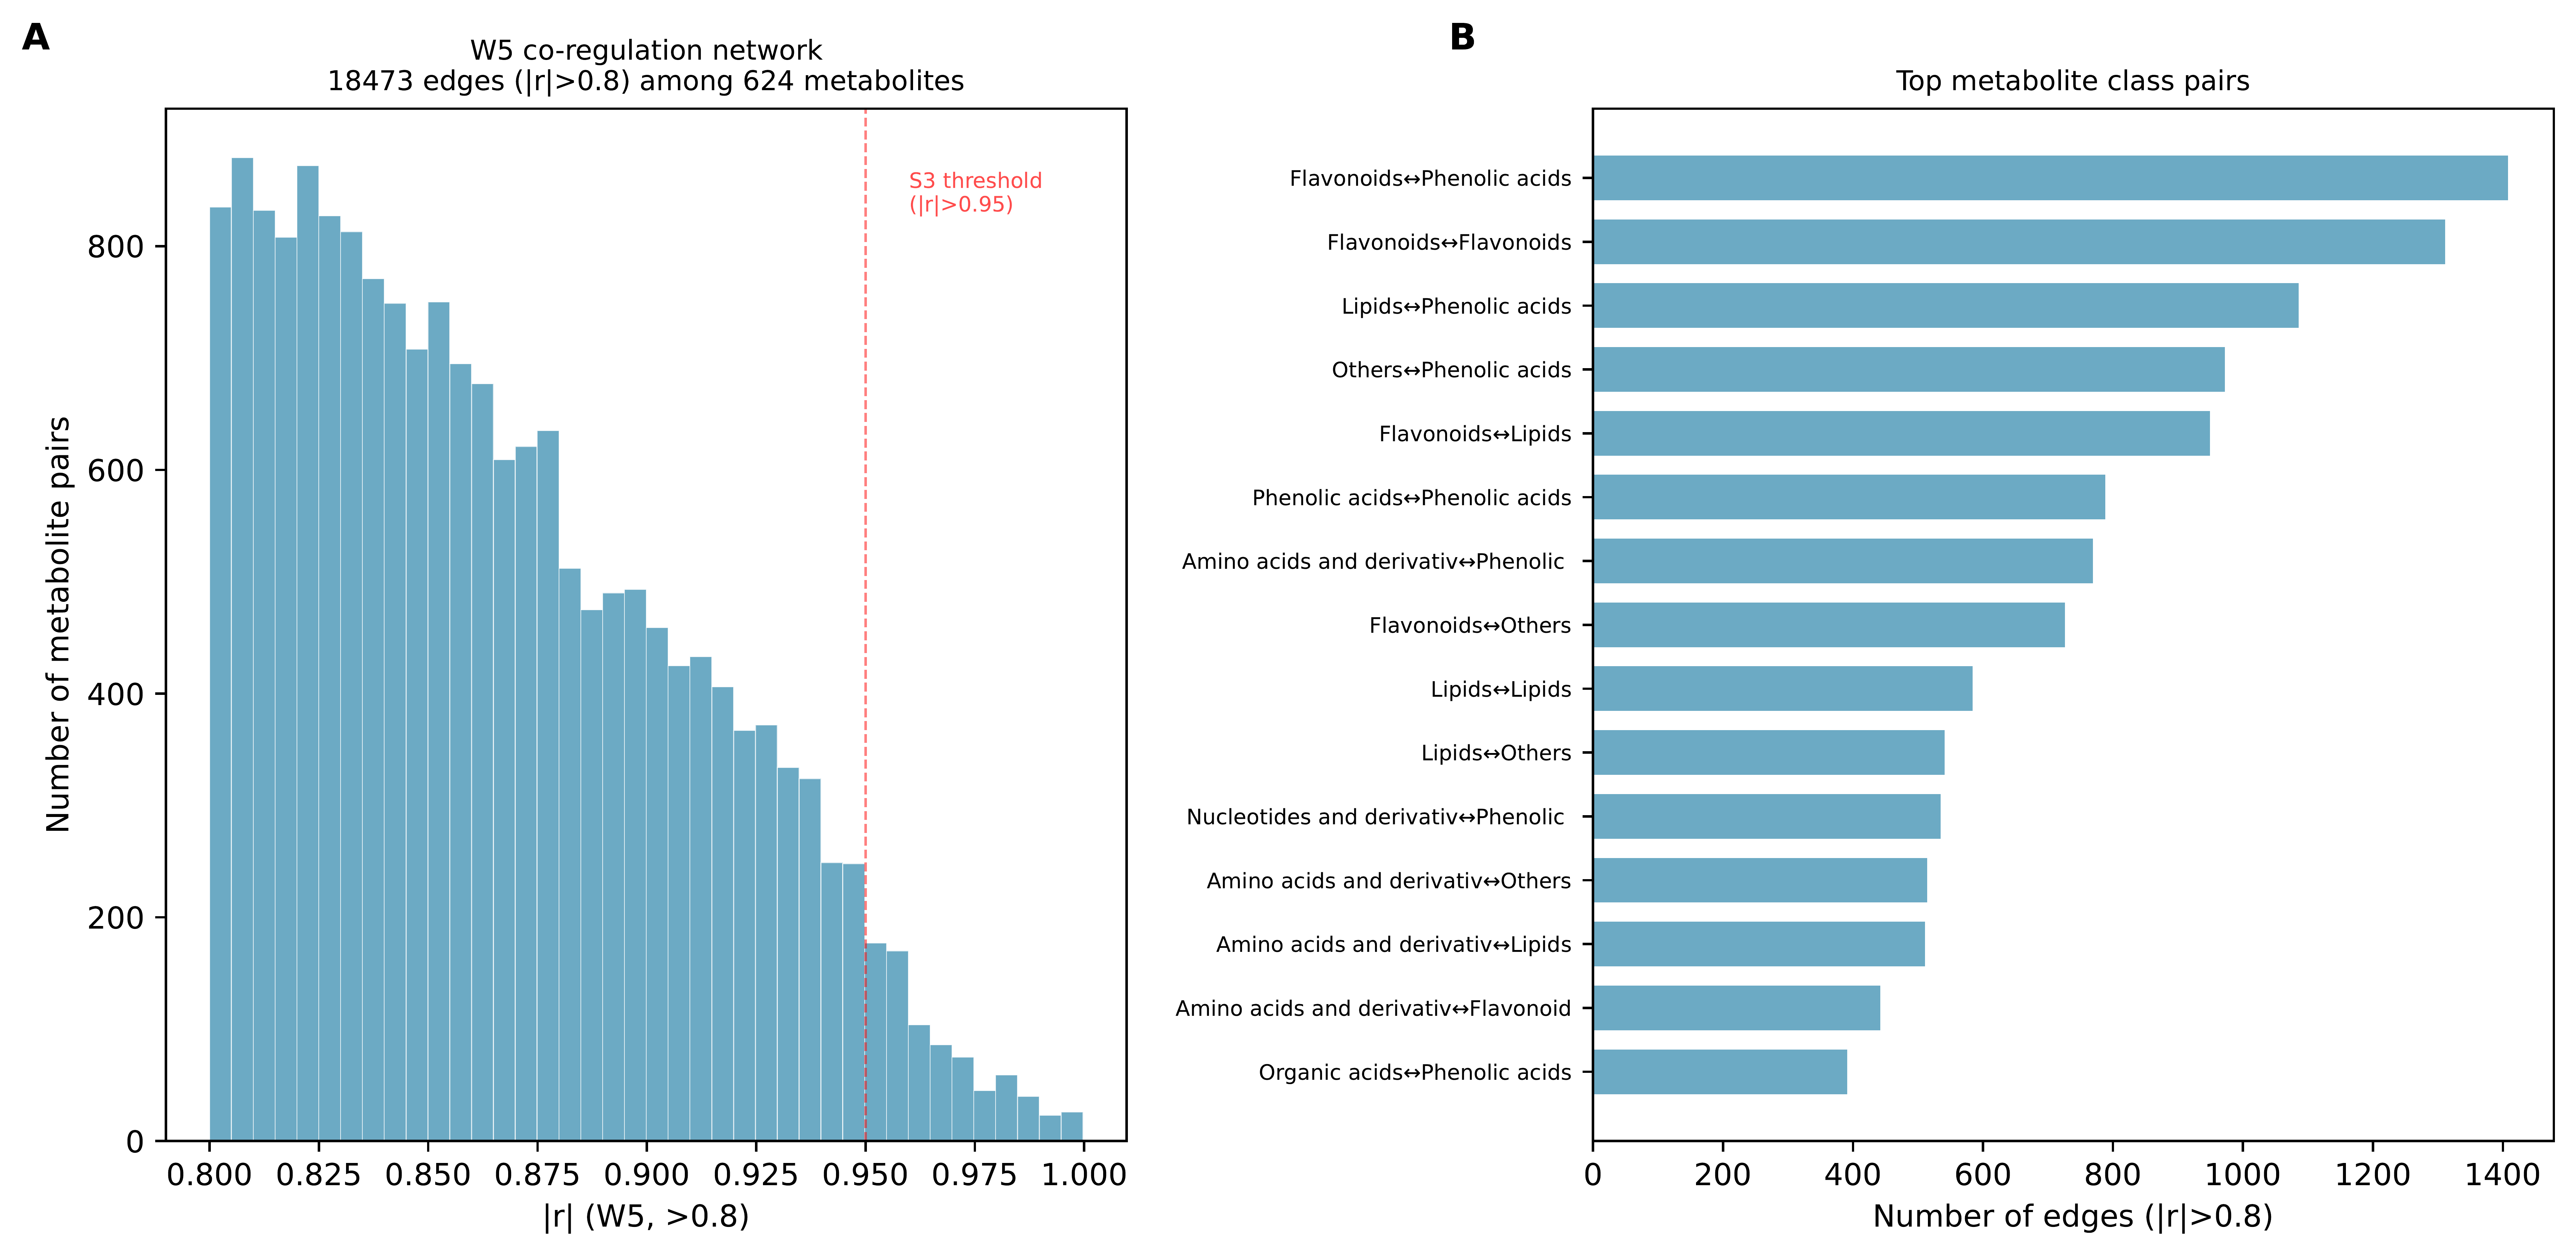 A
W5 co-regulation network
18473 edges (|r|>0.8) among 624 metabolites
S3 threshold
(|r|>0.95)
Number of metabolite pairs
800
600
400
200
0
0.800 0.825 0.850 0.875 0.900 0.925 0.950 0.975 1.000
|r| (W5, >0.8)
B
Top metabolite class pairs
Flavonoids↔Phenolic acids
Flavonoids↔Flavonoids
Lipids↔Phenolic acids
Others↔Phenolic acids
Flavonoids↔Lipids
Phenolic acids↔Phenolic acids
Amino acids and derivativ↔Phenolic
Flavonoids↔Others
Lipids↔Lipids
Lipids↔Others
Nucleotides and derivativ↔Phenolic
Amino acids and derivativ↔Others
Amino acids and derivativ↔Lipids
Amino acids and derivativ↔Flavonoid
Organic acids↔Phenolic acids
0 200 400 600 800 1000 1200 1400
Number of edges (|r|>0.8)